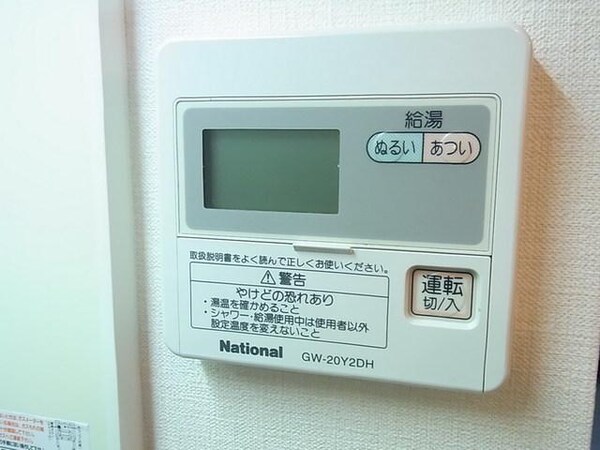 給湯
ぬるい あつい
取扱説明書をよく読んで正しくお使いください。
⚠警告
やけどの恐れあり
・湯温を確かめること
・シャワー・給湯使用中は使用者以外
設定温度を変えないこと
運転
切/入
National
GW-20Y2DH